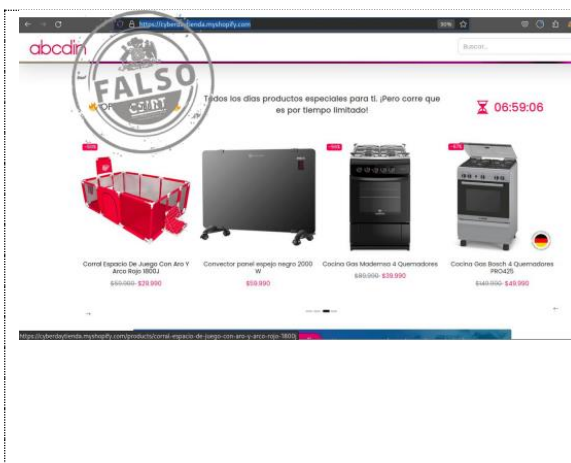 https://cyberdaytienda.myshopify.com
90%
abcdin
Buscar...
FALSO
Todos los días productos especiales para ti. ¡Pero corre que
es por tiempo limitado!
06:59:06
Corral Espacio De Juego Con Aro Y
Arco Rojo 1800J
$59.990 $29.990
Convector panel espejo negro 2000
W
$59.990
Cocina Gas Mademsa 4 Quemadores
$89.990 $39.990
Cocina Gas Bosch 4 Quemadores
PRO425
$149.990 $49.990
https://cyberdaytienda.myshopify.com/products/corral-espacio-de-juego-con-aro-y-arco-rojo-1800j